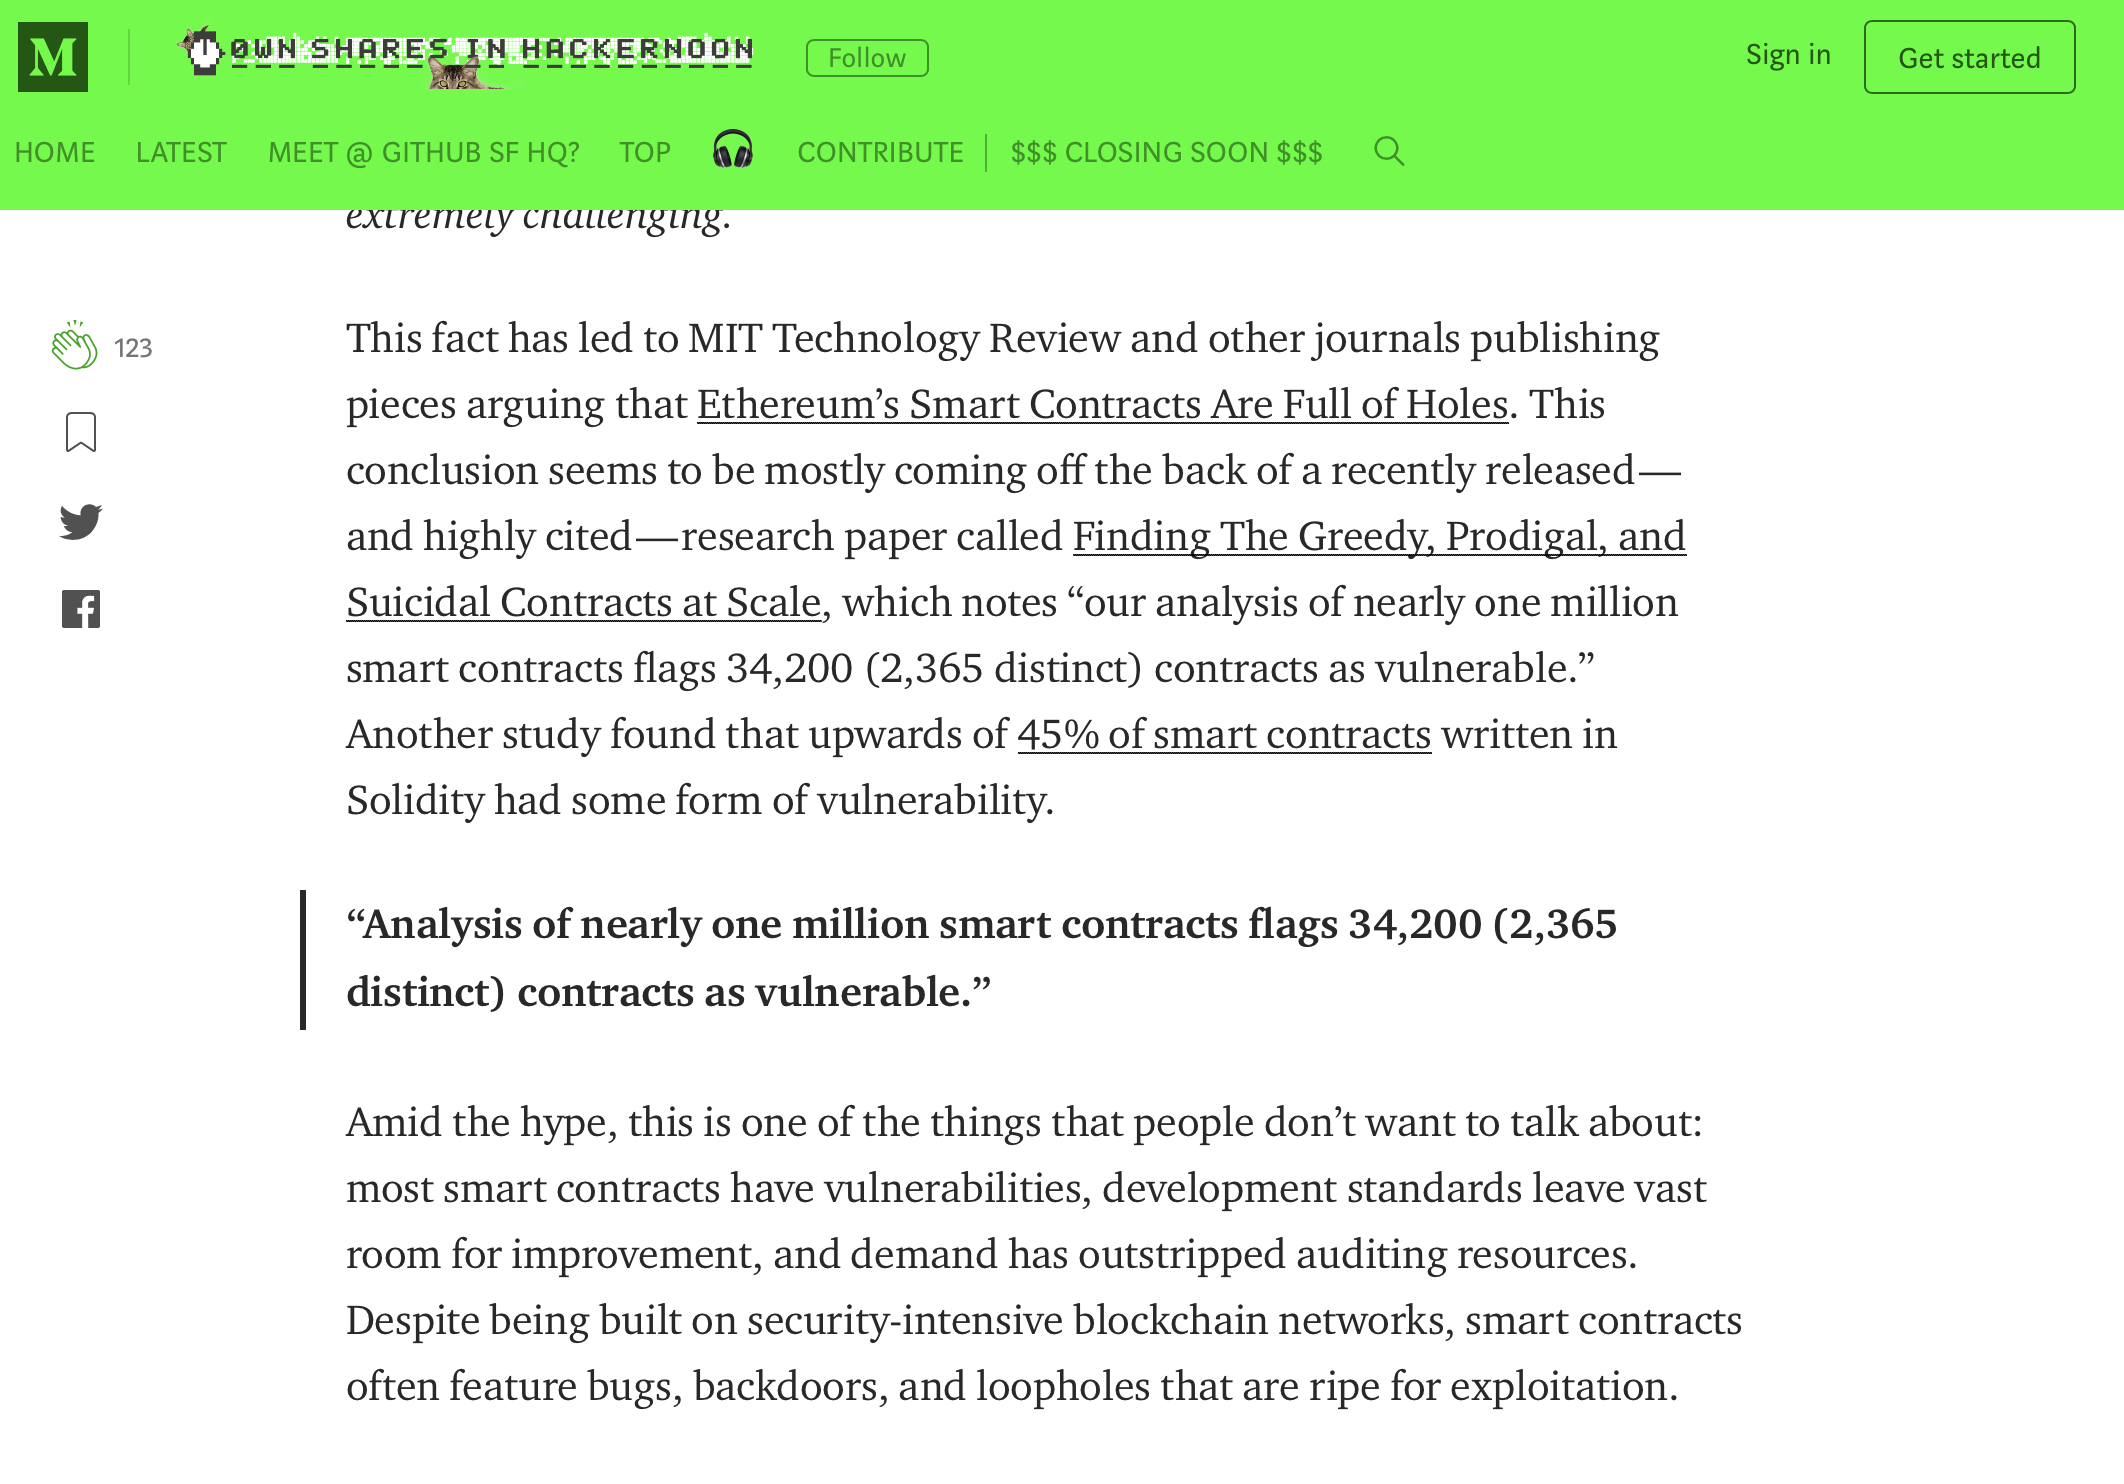 M
0WN SHARES IN HACKERNOON
Follow
Sign in
Get started
HOME LATEST MEET @ GITHUB SF HQ? TOP CONTRIBUTE $$$ CLOSING SOON $$$
extremely challenging.
123
This fact has led to MIT Technology Review and other journals publishing
pieces arguing that Ethereum’s Smart Contracts Are Full of Holes. This
conclusion seems to be mostly coming off the back of a recently released —
and highly cited — research paper called Finding The Greedy, Prodigal, and
Suicidal Contracts at Scale, which notes “our analysis of nearly one million
smart contracts flags 34,200 (2,365 distinct) contracts as vulnerable.”
Another study found that upwards of 45% of smart contracts written in
Solidity had some form of vulnerability.
“Analysis of nearly one million smart contracts flags 34,200 (2,365
distinct) contracts as vulnerable.”
Amid the hype, this is one of the things that people don’t want to talk about:
most smart contracts have vulnerabilities, development standards leave vast
room for improvement, and demand has outstripped auditing resources.
Despite being built on security-intensive blockchain networks, smart contracts
often feature bugs, backdoors, and loopholes that are ripe for exploitation.